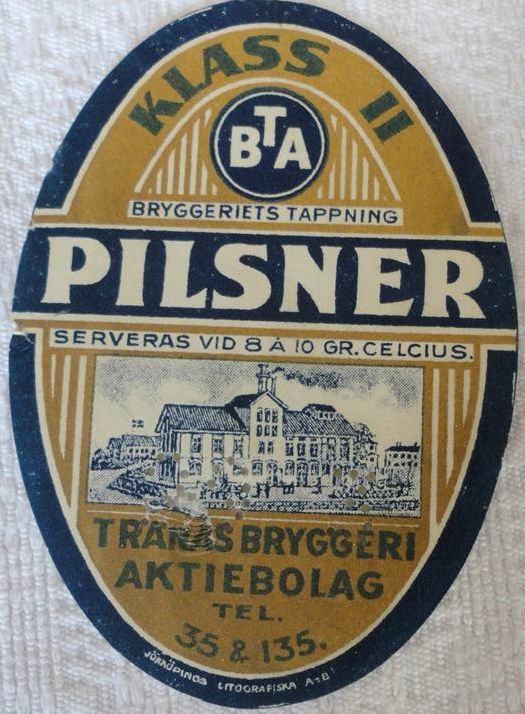 KLASS II
BTA
BRYGGERIETS TAPPNING
PILSNER
SERVERAS VID 8 Á 10 GR. CELCIUS.
BRYGGERI
AKTIEBOLAG
TEL.
35 & 135.
JÖNKÖPINGS LITOGRAFISKA A-B